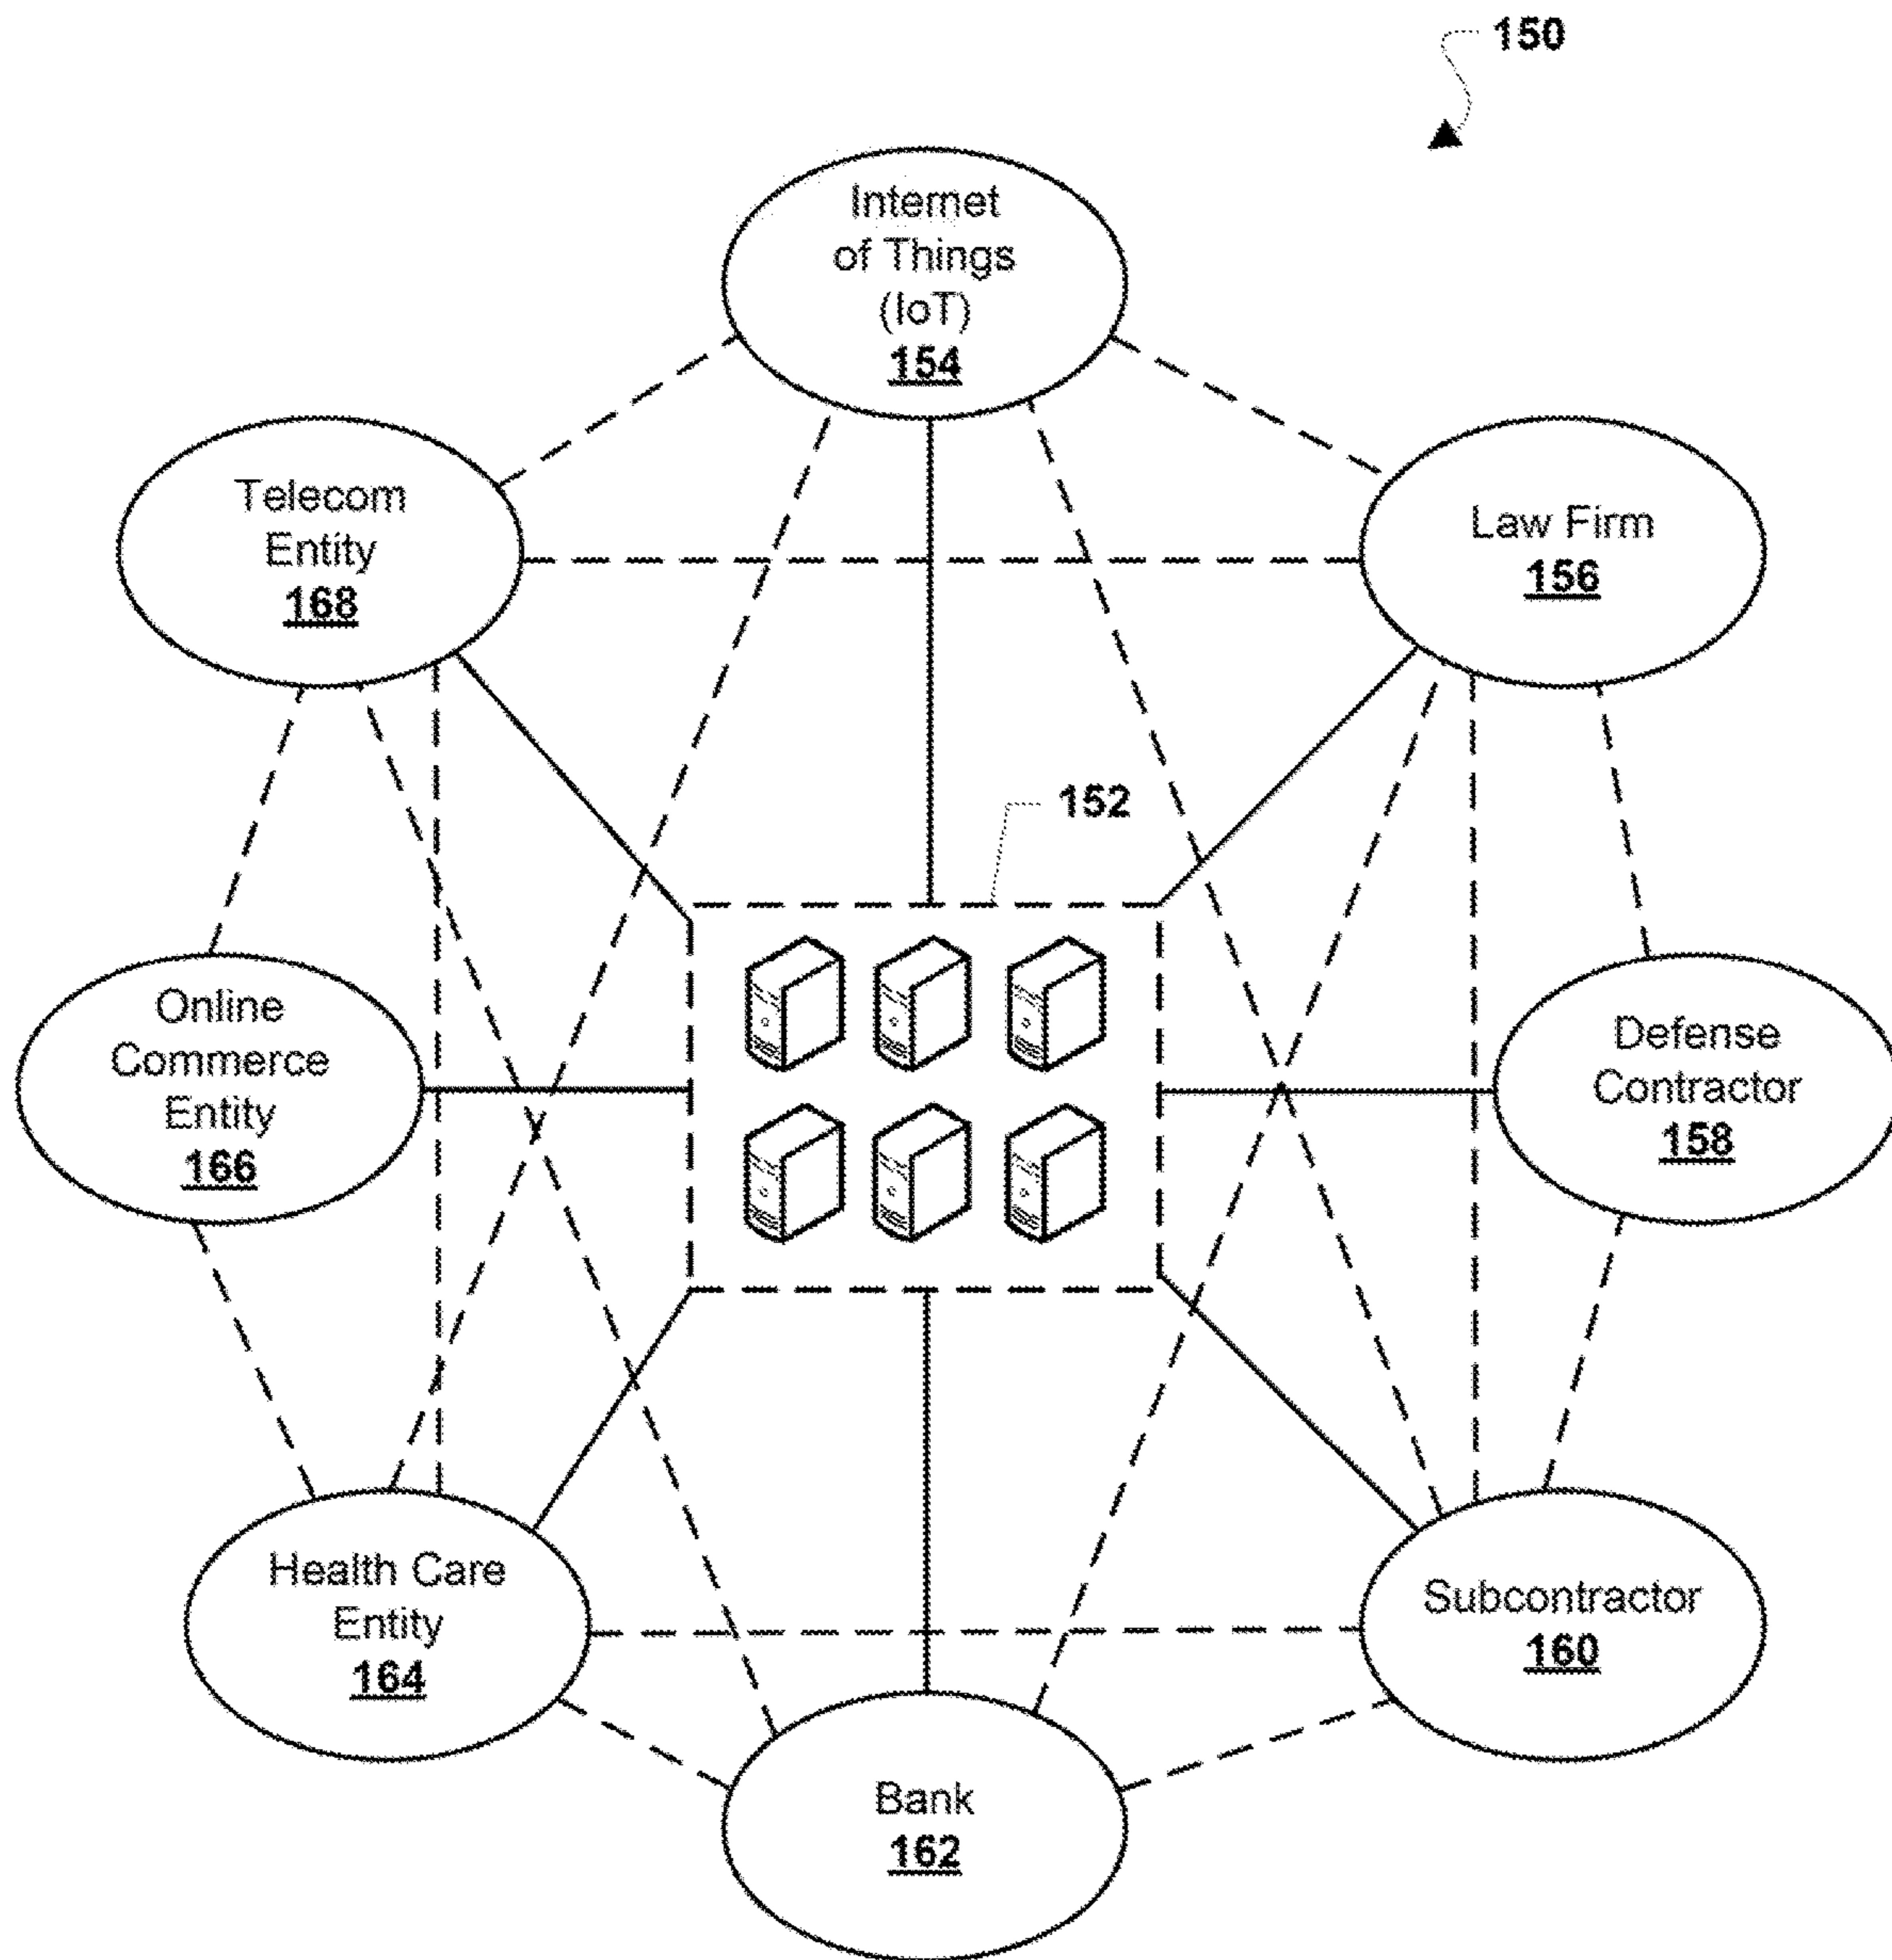 150
Internet
of Things
(IoT)
154
Telecom
Entity
168
Law Firm
156
152
Online
Commerce
Entity
166
Defense
Contractor
158
Health Care
Entity
164
Subcontractor
160
Bank
162